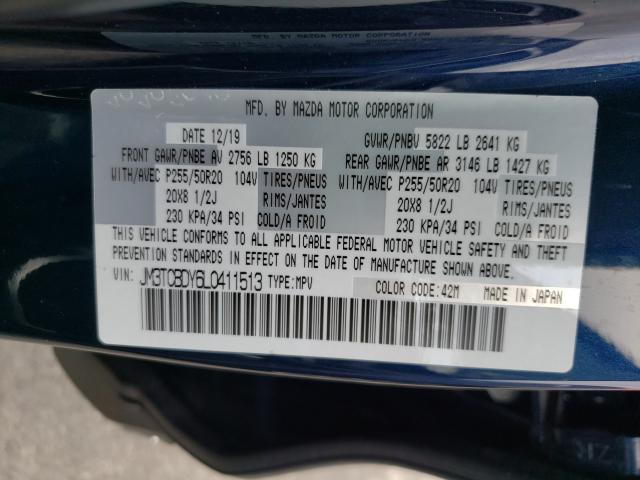 MFD. BY MAZDA MOTOR CORPORATION
DATE 12/19 GVWR/PNBV 5822 LB 2641 KG
FRONT GAWR/PNBE AV 2756 LB 1250 KG REAR GAWR/PNBE AR 3146 LB 1427 KG
WITH/AVEC P255/50R20 104V TIRES/PNEUS WITH/AVEC P255/50R20 104V TIRES/PNEUS
20X8 1/2J RIMS/JANTES 20X8 1/2J RIMS/JANTES
230 KPA/34 PSI COLD/A FROID 230 KPA/34 PSI COLD/A FROID
THIS VEHICLE CONFORMS TO ALL APPLICABLE FEDERAL MOTOR VEHICLE SAFETY AND THEFT
PREVENTION STANDARDS IN EFFECT ON THE DATE OF MANUFACTURE SHOWN ABOVE.
VIN: JM3TCBDY6L0411513 TYPE:MPV COLOR CODE:42M MADE IN JAPAN